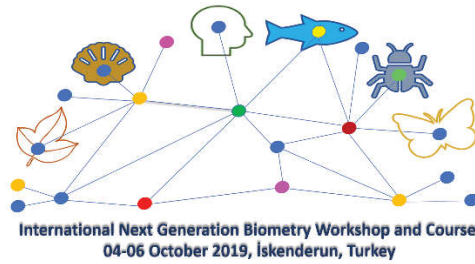 International Next Generation Biometry Workshop and Course
04-06 October 2019, İskenderun, Turkey